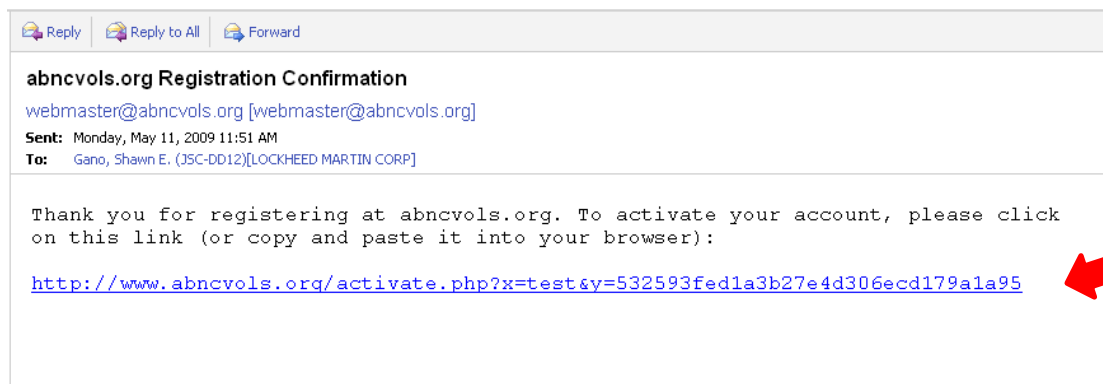 Reply Reply to All Forward
abncvols.org Registration Confirmation
webmaster@abncvols.org [webmaster@abncvols.org]
Sent: Monday, May 11, 2009 11:51 AM
To: Gano, Shawn E. (JSC-DD12)[LOCKHEED MARTIN CORP]
Thank you for registering at abncvols.org. To activate your account, please click
on this link (or copy and paste it into your browser):
http://www.abncvols.org/activate.php?x=test&y=532593fed1a3b27e4d306ecd179a1a95